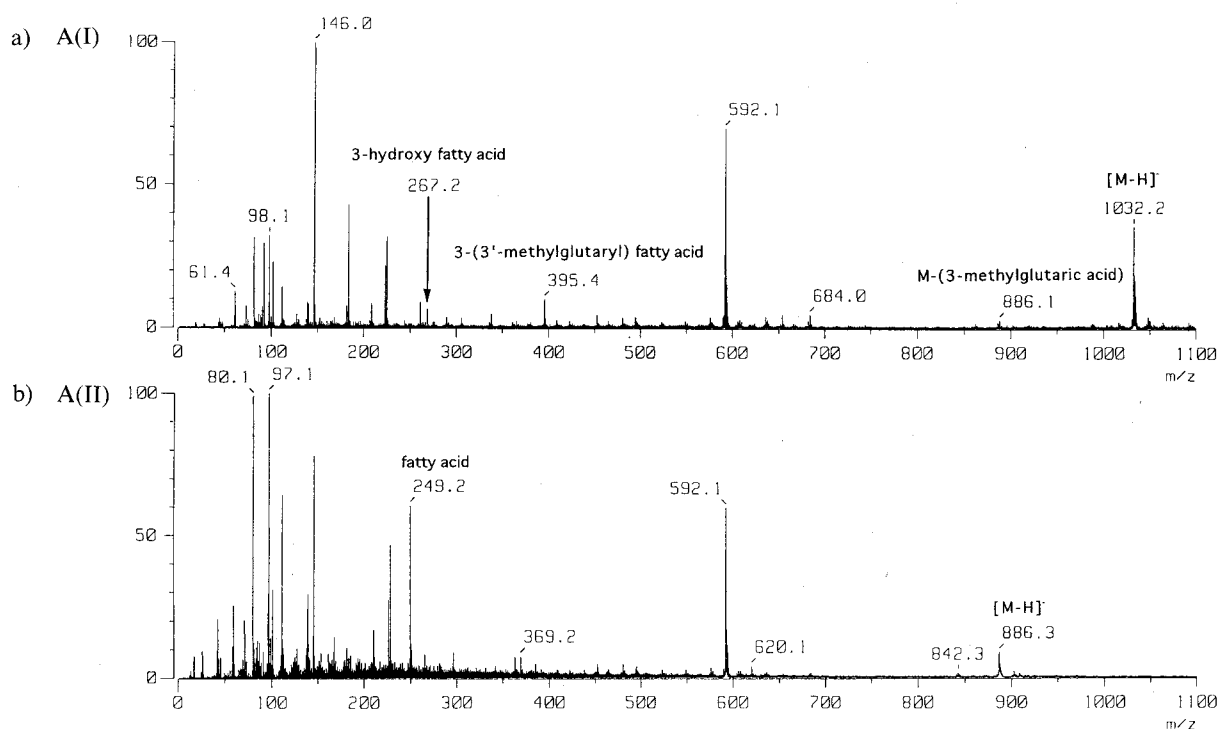 a) A(I)
146.0
100
592.1
3-hydroxy fatty acid
267.2
[M-H]-
1032.2
50
98.1
3-(3'-methylglutaryl) fatty acid
395.4
M-(3-methylglutaric acid)
886.1
61.4
684.0
0
0 100 200 300 400 500 600 700 800 900 1000 1100
m/z
b) A(II)
80.1 97.1
100
fatty acid
249.2
592.1
50
[M-H]-
886.3
369.2
620.1
842.3
0
0 100 200 300 400 500 600 700 800 900 1000 1100
m/z